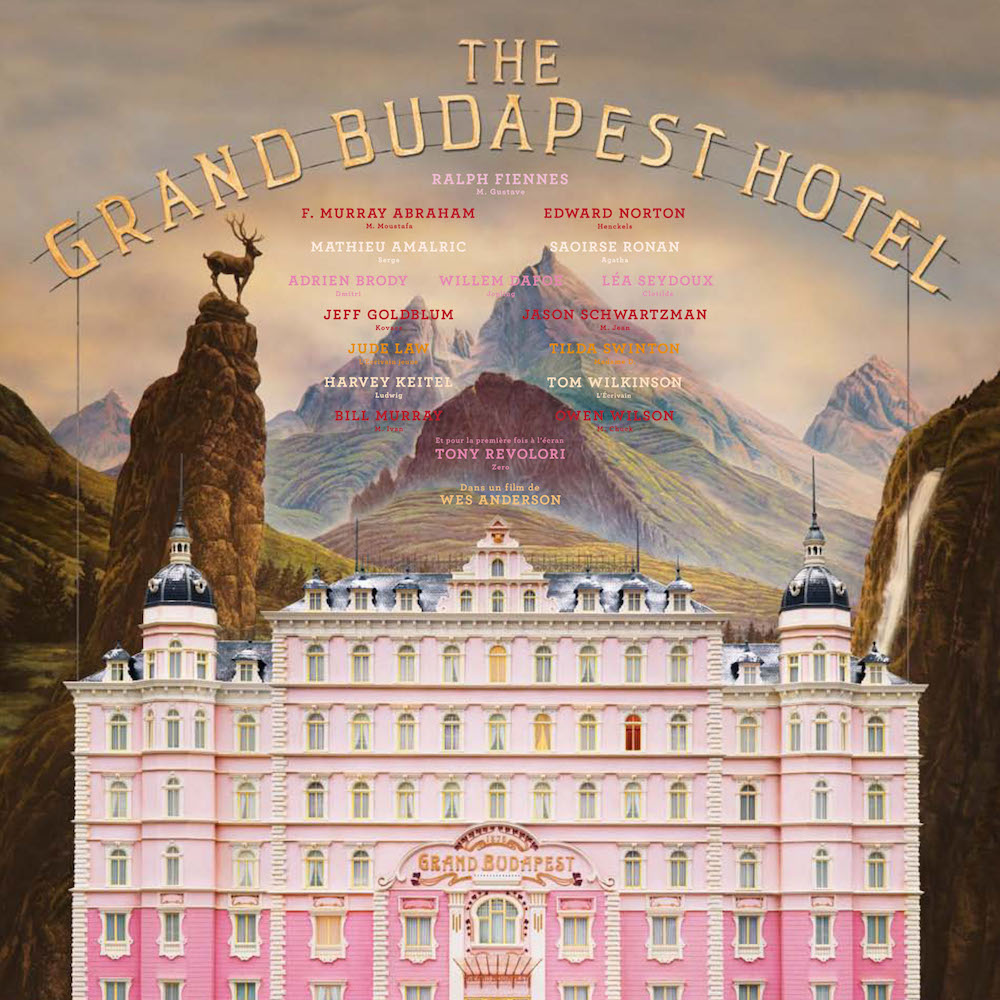 THE
GRAND BUDAPEST HOTEL
RALPH FIENNES
M. Gustave
F. MURRAY ABRAHAM EDWARD NORTON
M. Moustafa Henckels
MATHIEU AMALRIC SAOIRSE RONAN
Serge Agatha
ADRIEN BRODY WILLEM DAFOE LÉA SEYDOUX
Dmitri Jopling Clotilde
JEFF GOLDBLUM JASON SCHWARTZMAN
Kovacs M. Jean
JUDE LAW TILDA SWINTON
HARVEY KEITEL TOM WILKINSON
Ludwig L'Écrivain
BILL MURRAY OWEN WILSON
M. Ivan M. Chuck
Et pour la première fois à l'écran
TONY REVOLORI
Zero
Dans un film de
WES ANDERSON
GRAND BUDAPEST